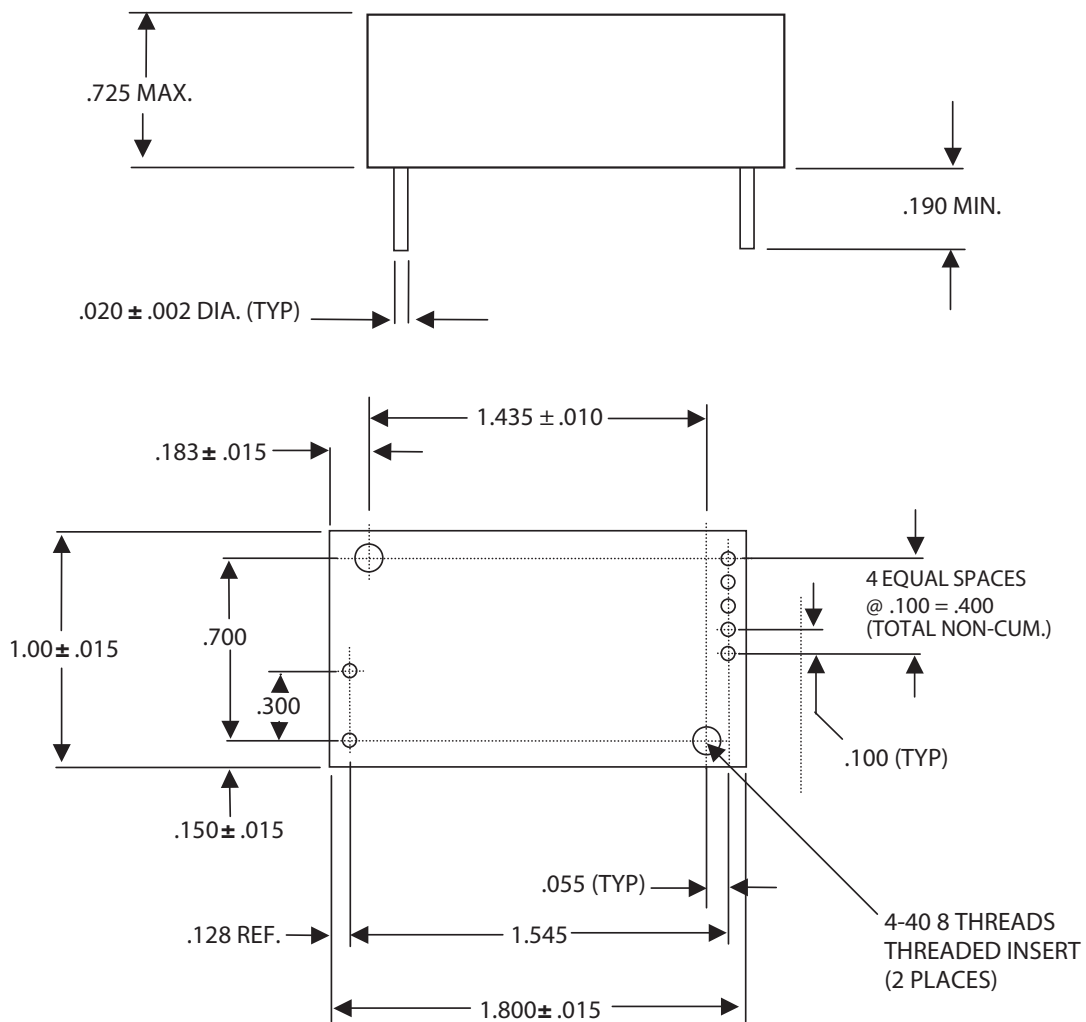 .725 MAX.
.190 MIN.
.020 ± .002 DIA. (TYP)
1.435 ± .010
.183 ± .015
4 EQUAL SPACES
@ .100 = .400
(TOTAL NON-CUM.)
1.00 ± .015
.700
.300
.100 (TYP)
.150 ± .015
.055 (TYP)
4-40 8 THREADS
THREADED INSERT
(2 PLACES)
.128 REF.
1.545
1.800 ± .015